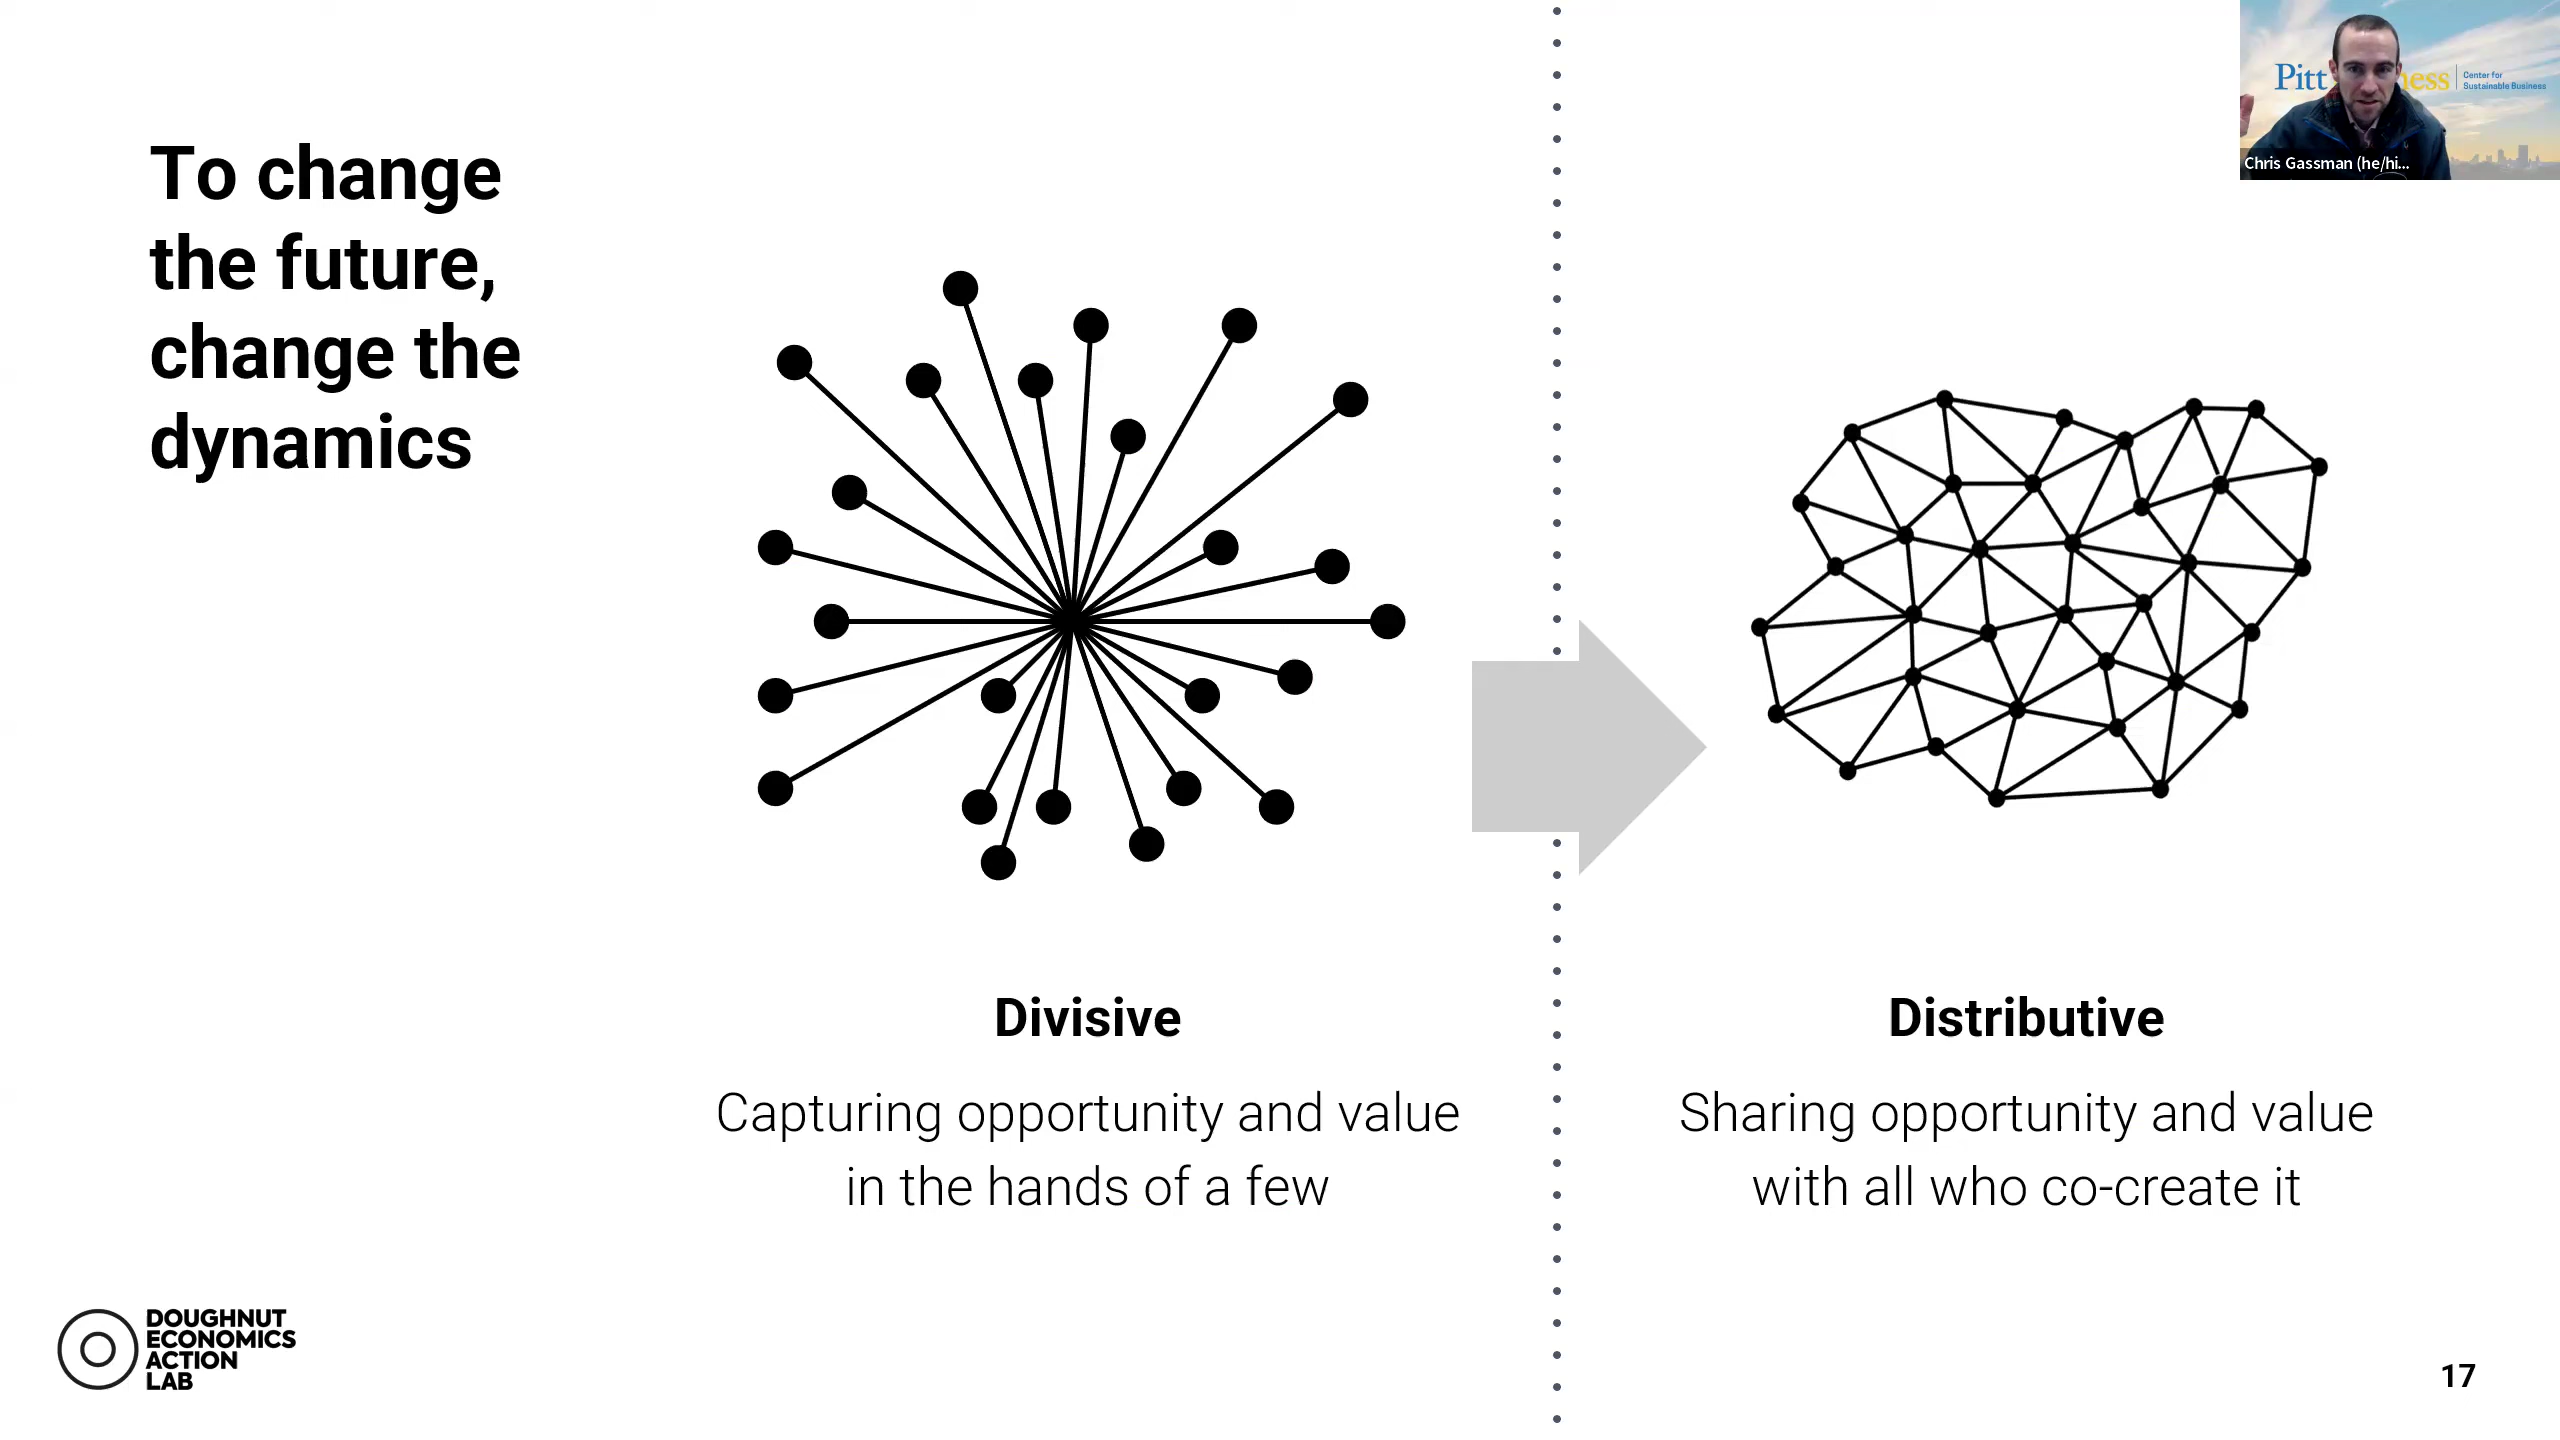 To change
the future,
change the
dynamics
Divisive
Capturing opportunity and value
in the hands of a few
Distributive
Sharing opportunity and value
with all who co-create it
DOUGHNUT
ECONOMICS
ACTION
LAB
17
Pitt ness
Center for
Sustainable Business
Chris Gassman (he/hi...